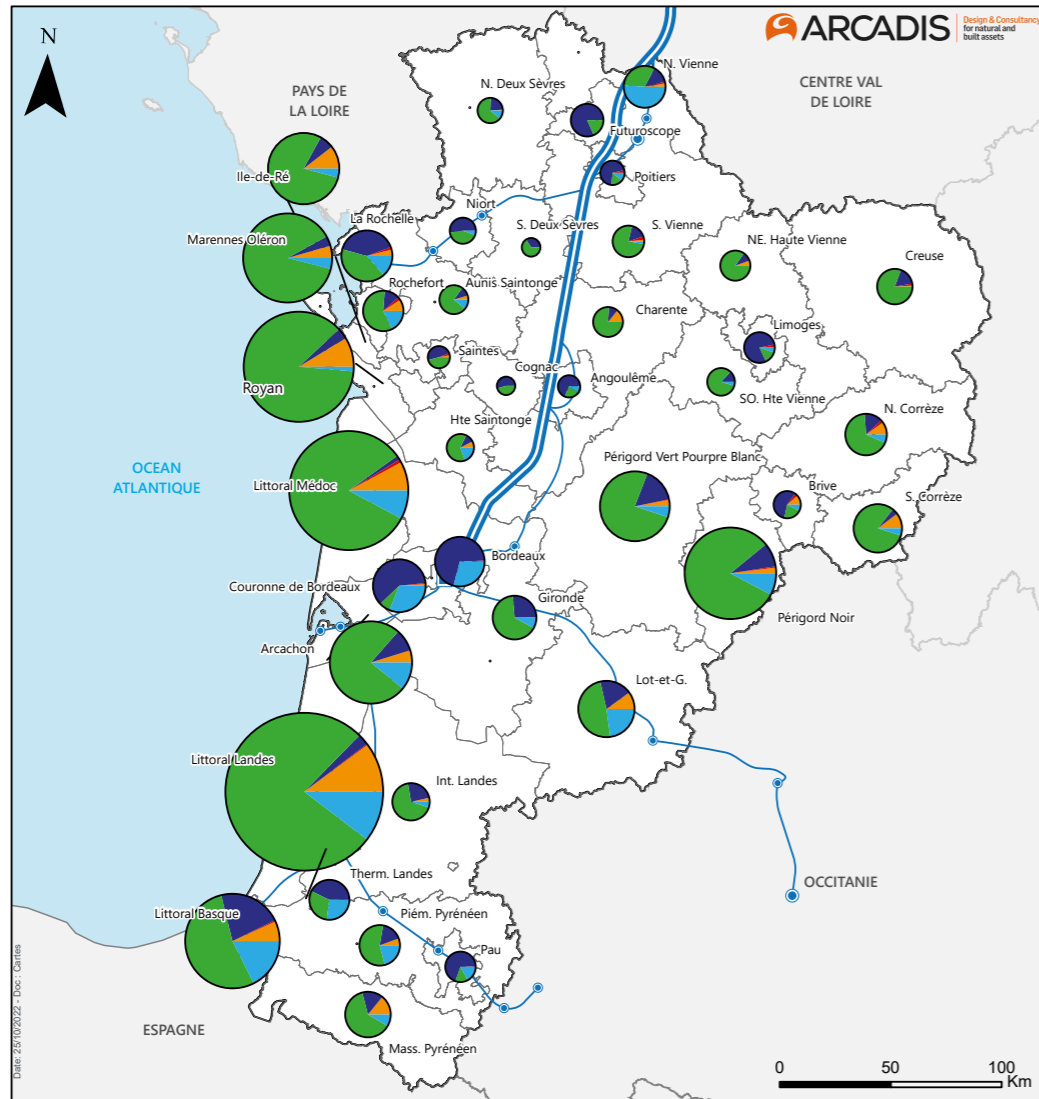 ARCADIS
Design & Consultancy
for natural and
built assets
N
N. Vienne
PAYS DE
LA LOIRE
N. Deux Sèvres
CENTRE VAL
DE LOIRE
Futuroscope
Ile-de-Ré
Poitiers
Niort
La Rochelle
S. Deux Sèvres
S. Vienne
Marennes Oléron
NE. Haute Vienne
Creuse
Rochefort
Aunis Saintonge
Charente
Limoges
Saintes
Cognac
Angoulême
Royan
SO. Hte Vienne
N. Corrèze
Hte Saintonge
Périgord Vert Pourpre Blanc
OCEAN
ATLANTIQUE
Littoral Médoc
Brive
S. Corrèze
Bordeaux
Couronne de Bordeaux
Gironde
Périgord Noir
Arcachon
Lot-et-G.
Littoral Landes
Int. Landes
Therm. Landes
OCCITANIE
Littoral Basque
Piém. Pyrénéen
Pau
ESPAGNE
Mass. Pyrénéen
0 50 100
Km
Date: 25/10/2022 - Doc : Cartes